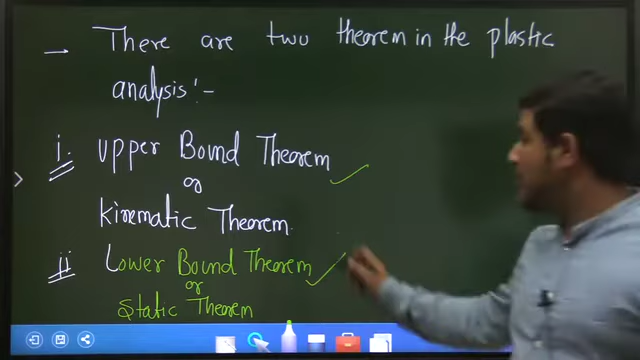 — There are two theorem in the plastic
analysis:-
i. Upper Bound Theorem
or
Kinematic Theorem.
ii Lower Bound Theorem
or
Static Theorem